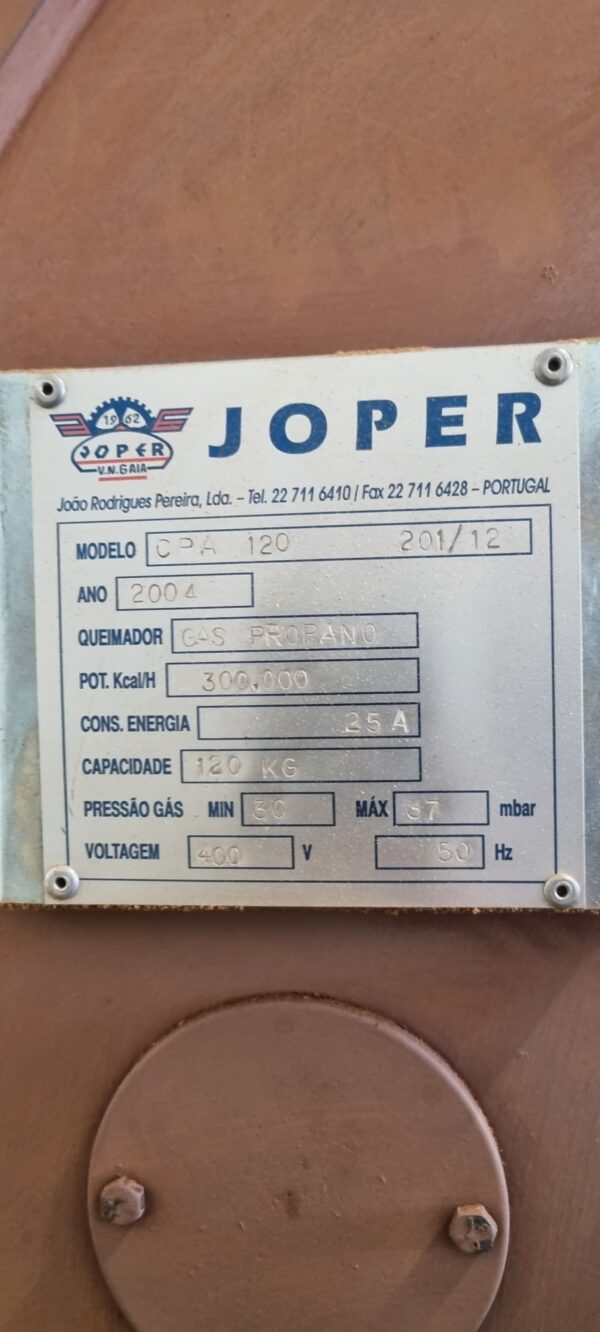 1962
JOPER
V.N.GAIA
JOPER
João Rodrigues Pereira, Lda. – Tel. 22 711 6410 / Fax 22 711 6428 – PORTUGAL
MODELO CPA 120 201/12
ANO 2004
QUEIMADOR GAS PROPANO
POT. Kcal/H 300.000
CONS. ENERGIA 25 A
CAPACIDADE 120 KG
PRESSÃO GÁS MIN 30 MÁX 37 mbar
VOLTAGEM 400 V 50 Hz